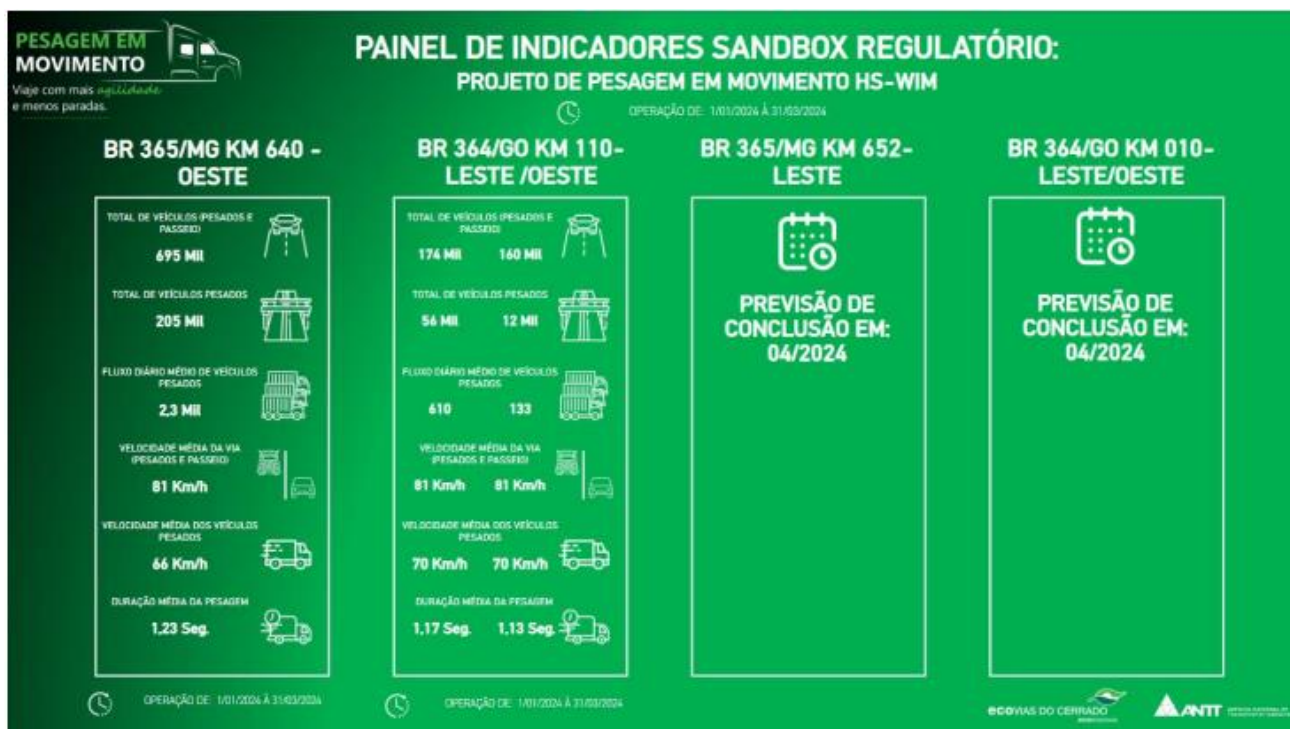 PESAGEM EM
MOVIMENTO
Viaje com mais agilidade
e menos paradas.
PAINEL DE INDICADORES SANDBOX REGULATÓRIO:
PROJETO DE PESAGEM EM MOVIMENTO HS-WIM
OPERAÇÃO DE: 1/01/2024 À 31/03/2024
BR 365/MG KM 640 -
OESTE
TOTAL DE VEÍCULOS (PESADOS E
PASSEIO)
695 Mil
TOTAL DE VEÍCULOS PESADOS
205 Mil
FLUXO DIÁRIO MÉDIO DE VEÍCULOS
PESADOS
2,3 Mil
VELOCIDADE MÉDIA DA VIA
(PESADOS E PASSEIO)
81 Km/h
VELOCIDADE MÉDIA DOS VEÍCULOS
PESADOS
66 Km/h
DURAÇÃO MÉDIA DA PESAGEM
1,23 Seg.
OPERAÇÃO DE: 1/01/2024 À 31/03/2024
BR 364/GO KM 110-
LESTE /OESTE
TOTAL DE VEÍCULOS (PESADOS E
PASSEIO)
174 Mil 160 Mil
TOTAL DE VEÍCULOS PESADOS
56 Mil 12 Mil
FLUXO DIÁRIO MÉDIO DE VEÍCULOS
PESADOS
610 133
VELOCIDADE MÉDIA DA VIA
(PESADOS E PASSEIO)
81 Km/h 81 Km/h
VELOCIDADE MÉDIA DOS VEÍCULOS
PESADOS
70 Km/h 70 Km/h
DURAÇÃO MÉDIA DA PESAGEM
1,17 Seg. 1,13 Seg.
OPERAÇÃO DE: 1/01/2024 À 31/03/2024
BR 365/MG KM 652-
LESTE
PREVISÃO DE
CONCLUSÃO EM:
04/2024
BR 364/GO KM 010-
LESTE/OESTE
PREVISÃO DE
CONCLUSÃO EM:
04/2024
ecoVIAS DO CERRADO
ANTT